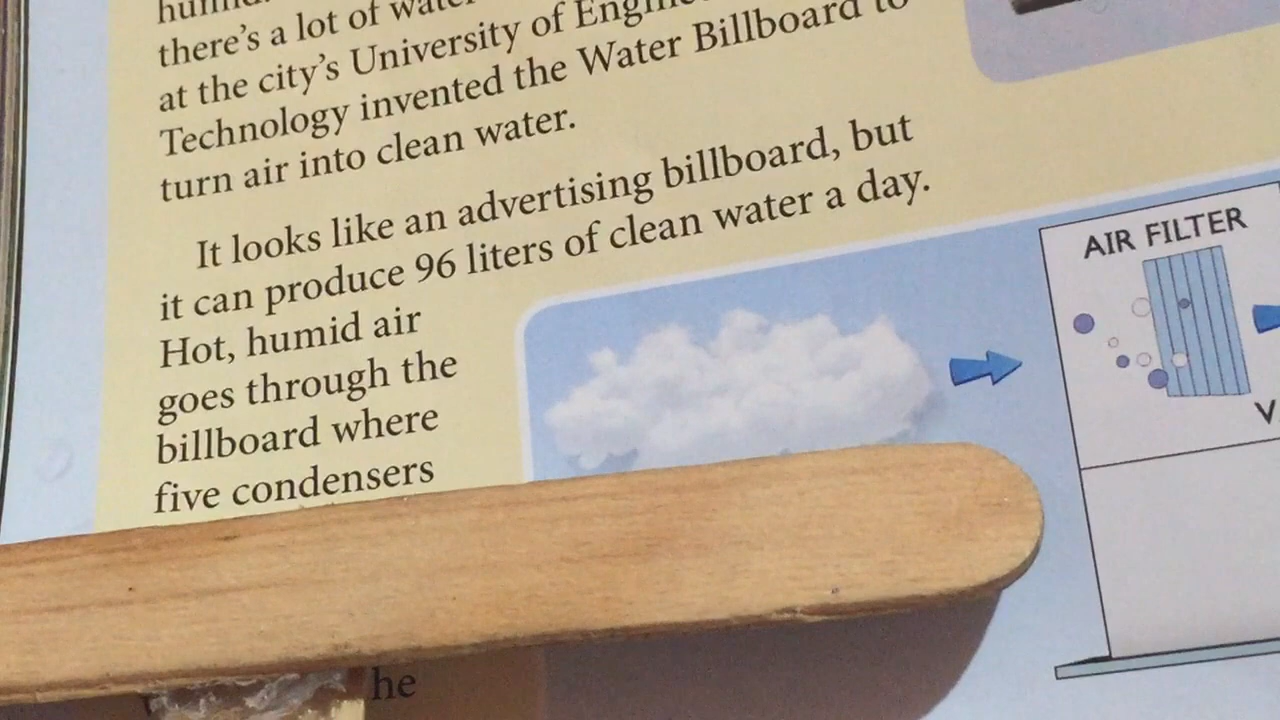 there's a lot of water
at the city's University of
Technology invented the Water Billboard to
turn air into clean water.
It looks like an advertising billboard, but
it can produce 96 liters of clean water a day.
Hot, humid air
goes through the
billboard where
five condensers
he
AIR FILTER
V